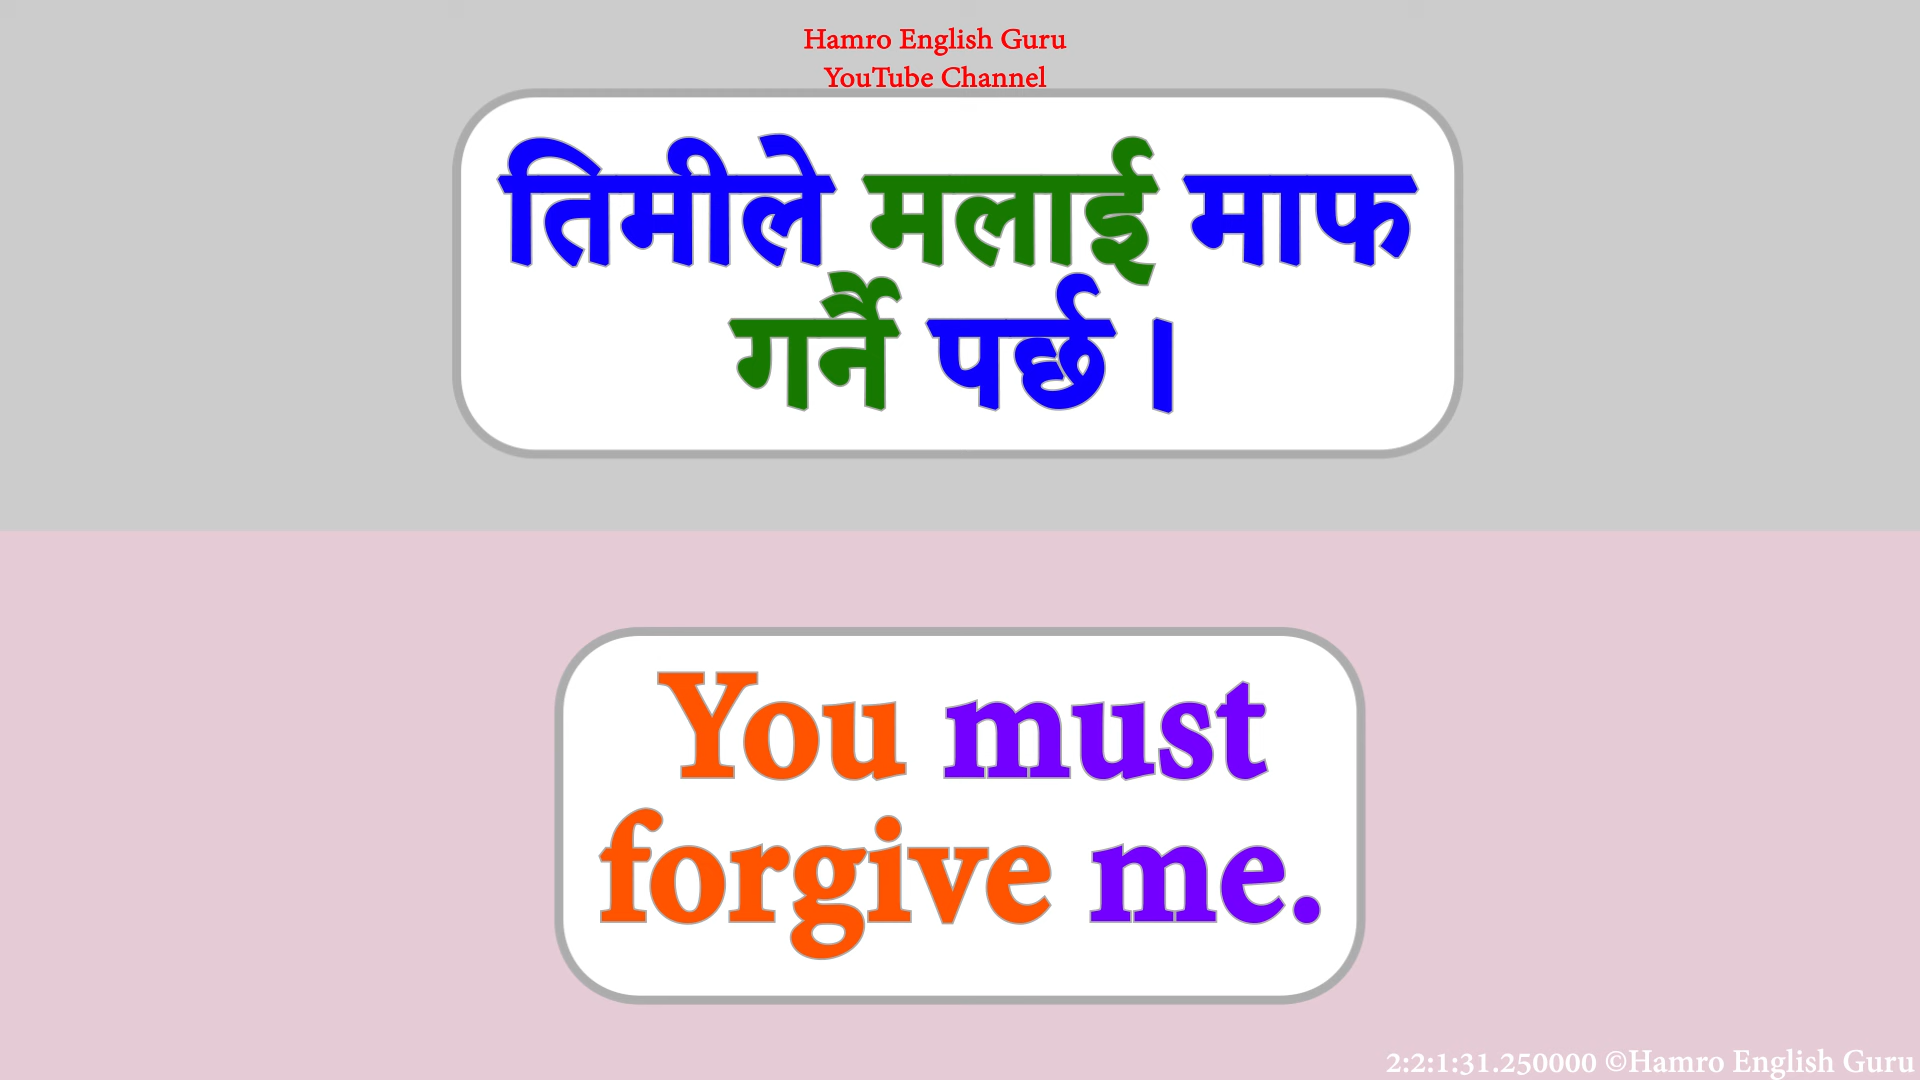 Hamro English Guru
YouTube Channel
तिमीले मलाई माफ
गर्नै पर्छ ।
You must
forgive me.
2:2:1:31.250000 ©Hamro English Guru